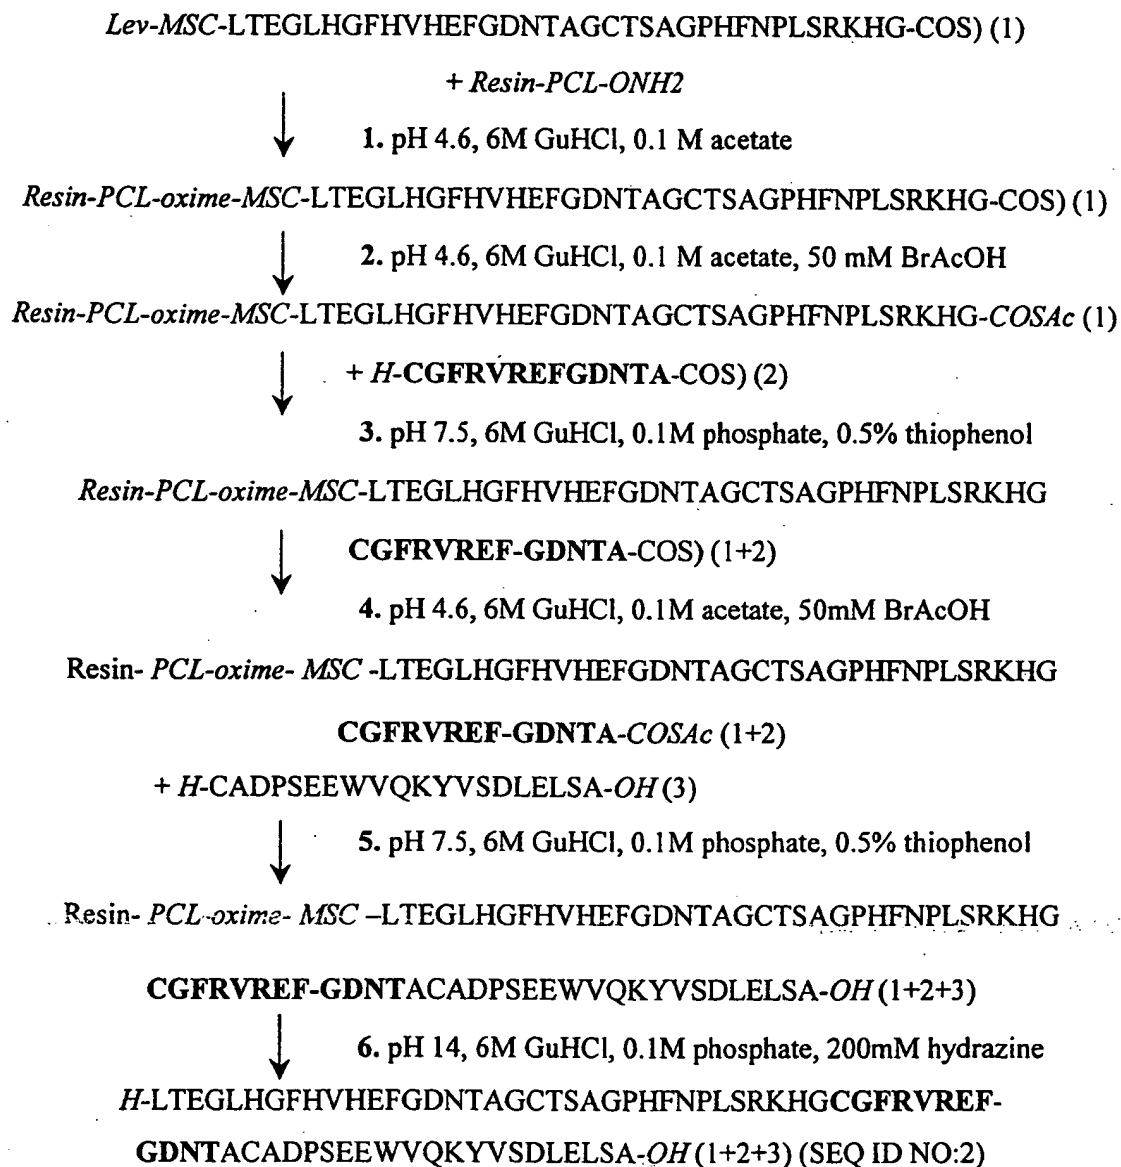 Lev-MSC-LTEGLHGFHVHEFGDNTAGCTSAGPHFNPLSRKHG-COS) (1)
+ Resin-PCL-ONH2
1. pH 4.6, 6M GuHCl, 0.1 M acetate
Resin-PCL-oxime-MSC-LTEGLHGFHVHEFGDNTAGCTSAGPHFNPLSRKHG-COS) (1)
2. pH 4.6, 6M GuHCl, 0.1 M acetate, 50 mM BrAcOH
Resin-PCL-oxime-MSC-LTEGLHGFHVHEFGDNTAGCTSAGPHFNPLSRKHG-COSAc (1)
+ H-CGFRVREFGDNTA-COS) (2)
3. pH 7.5, 6M GuHCl, 0.1M phosphate, 0.5% thiophenol
Resin-PCL-oxime-MSC-LTEGLHGFHVHEFGDNTAGCTSAGPHFNPLSRKHG
CGFRVREF-GDNTA-COS) (1+2)
4. pH 4.6, 6M GuHCl, 0.1M acetate, 50mM BrAcOH
Resin- PCL-oxime- MSC -LTEGLHGFHVHEFGDNTAGCTSAGPHFNPLSRKHG
CGFRVREF-GDNTA-COSAc (1+2)
+ H-CADPSEEWVQKYVSDLELSA-OH (3)
5. pH 7.5, 6M GuHCl, 0.1M phosphate, 0.5% thiophenol
Resin- PCL-oxime- MSC –LTEGLHGFHVHEFGDNTAGCTSAGPHFNPLSRKHG
CGFRVREF-GDNTACADPSEEWVQKYVSDLELSA-OH (1+2+3)
6. pH 14, 6M GuHCl, 0.1M phosphate, 200mM hydrazine
H-LTEGLHGFHVHEFGDNTAGCTSAGPHFNPLSRKHGCGFRVREF-
GDNTACADPSEEWVQKYVSDLELSA-OH (1+2+3) (SEQ ID NO:2)